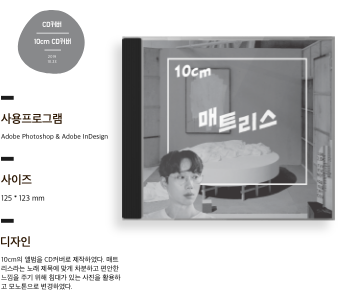 CD커버
10cm CD커버
사용프로그램
Adobe Photoshop & Adobe InDesign
사이즈
125 * 123 mm
디자인
10cm의 앨범을 CD커버로 제작하였다. 매트
리스라는 노래 제목에 맞게 차분하고 편안한
느낌을 주기 위해 침대가 있는 사진을 활용하
고 모노톤으로 변경하였다.
10cm
매트리스